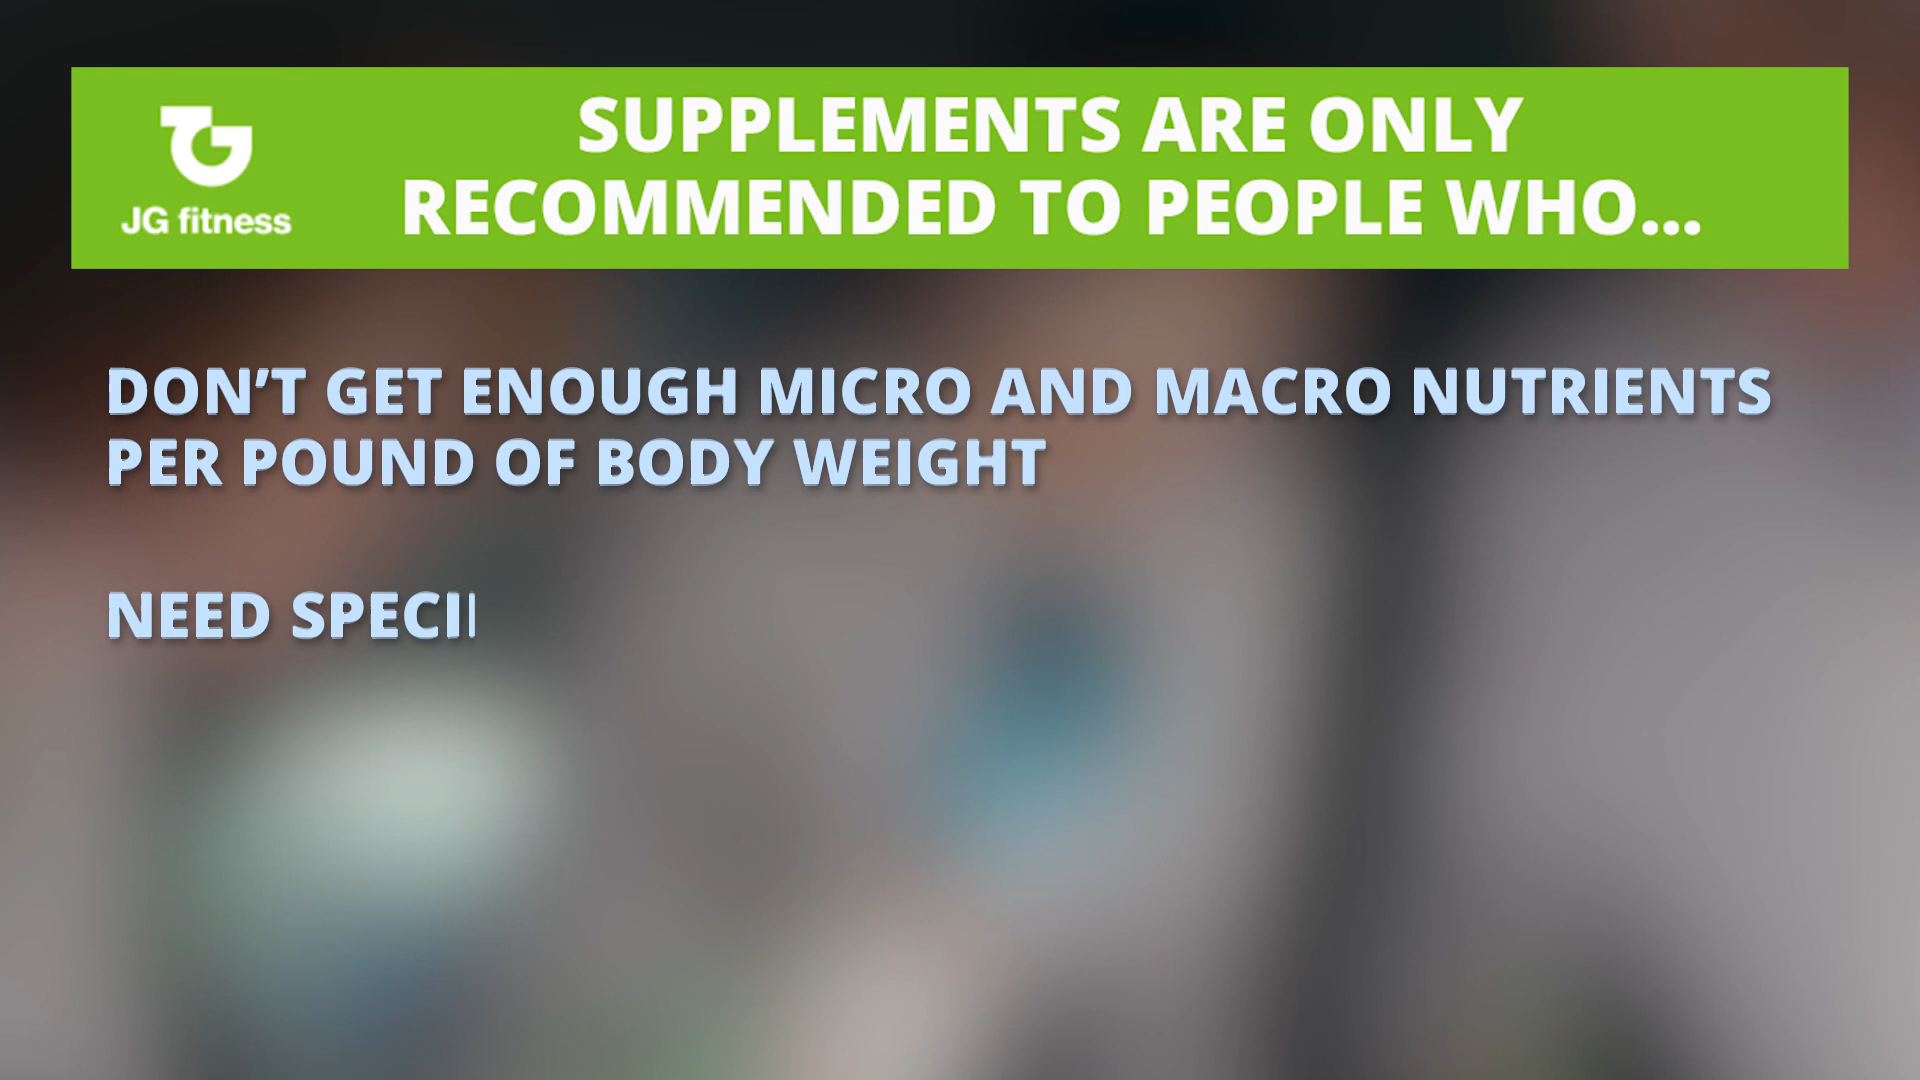 SUPPLEMENTS ARE ONLY
RECOMMENDED TO PEOPLE WHO...
JG fitness
DON’T GET ENOUGH MICRO AND MACRO NUTRIENTS
PER POUND OF BODY WEIGHT
NEED